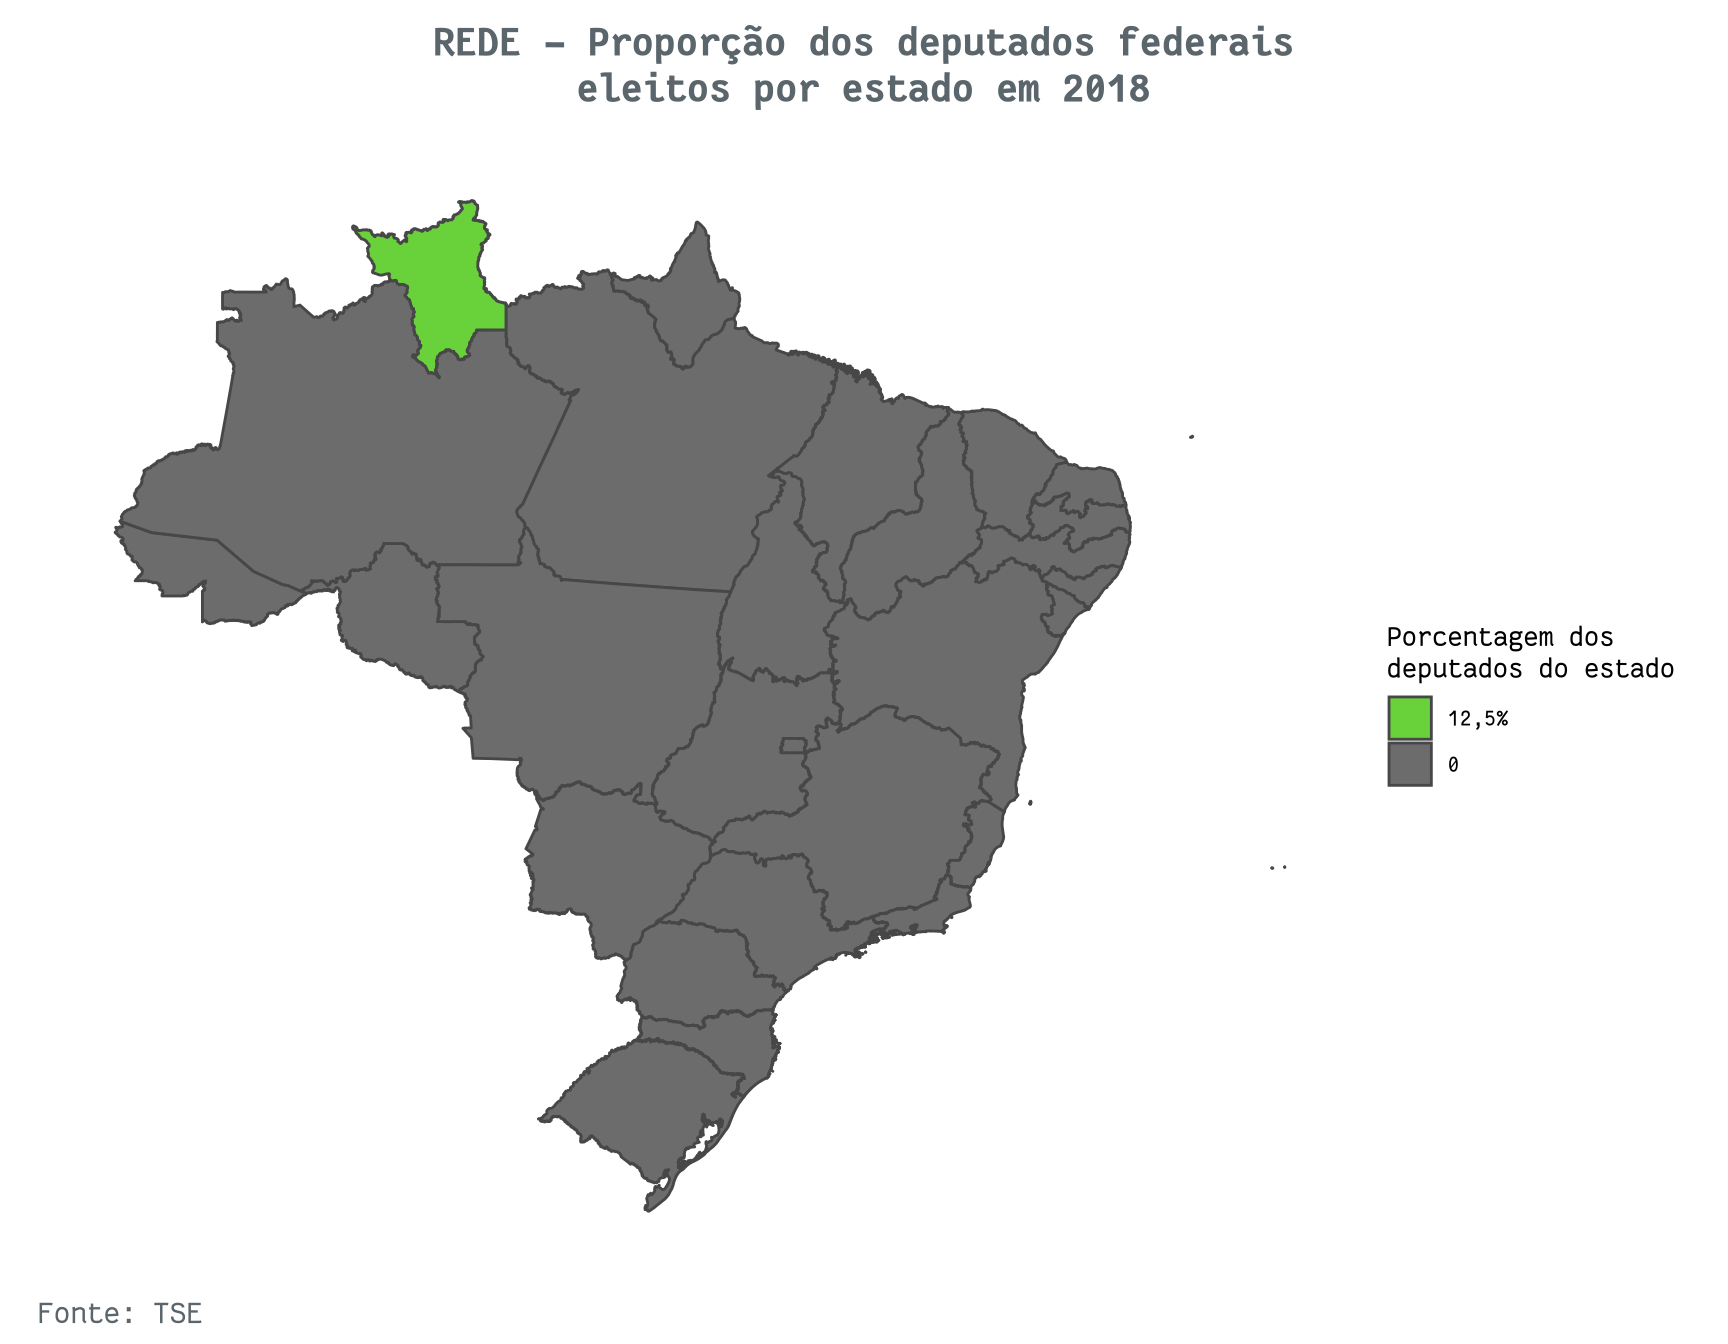 REDE – Proporção dos deputados federais
eleitos por estado em 2018
Porcentagem dos
deputados do estado
12,5%
0
Fonte: TSE